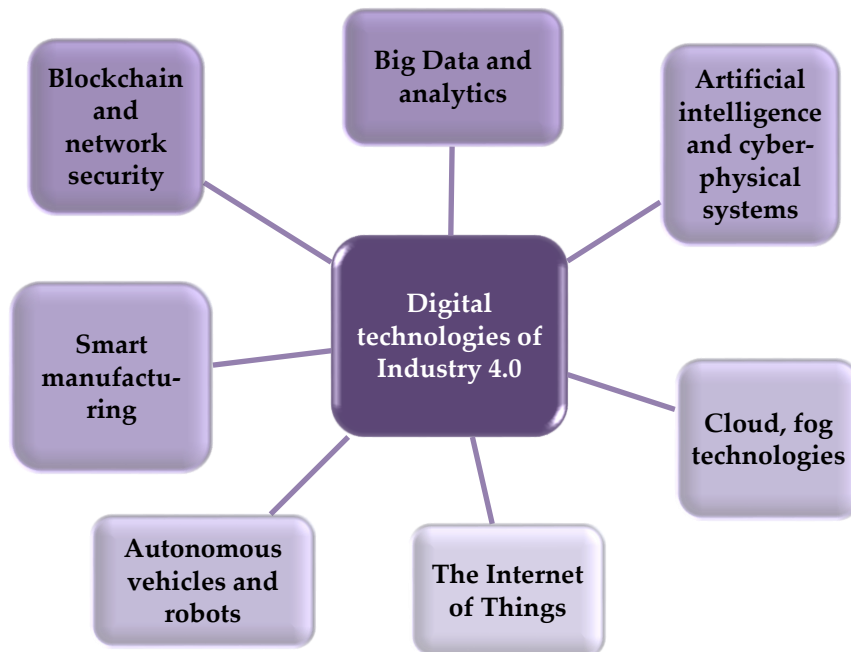 Big Data and
analytics
Blockchain
and
network
security
Artificial
intelligence
and cyber-
physical
systems
Digital
technologies of
Industry 4.0
Smart
manufactu-
ring
Cloud, fog
technologies
Autonomous
vehicles and
robots
The Internet
of Things